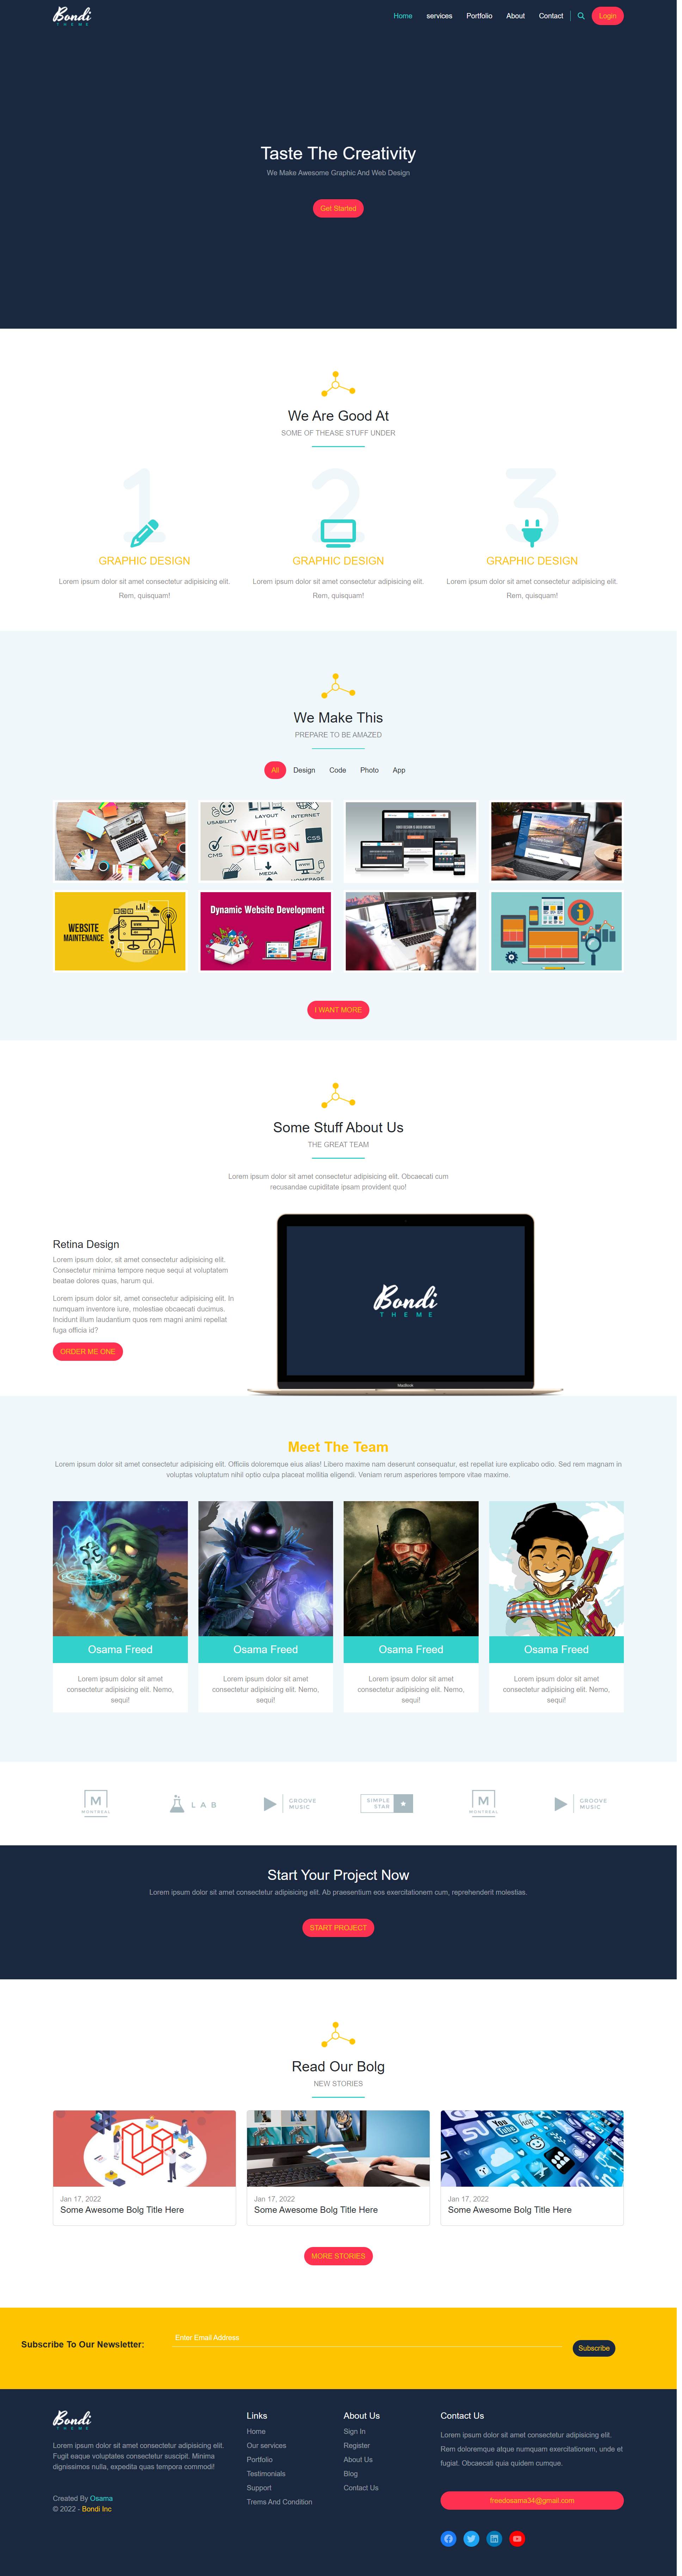 Bondi
THEME
Home services Portfolio About Contact Login
Taste The Creativity
We Make Awesome Graphic And Web Design
Get Started
We Are Good At
SOME OF THEASE STUFF UNDER
1 2 3
GRAPHIC DESIGN
Lorem ipsum dolor sit amet consectetur adipisicing elit.
Rem, quisquam!
GRAPHIC DESIGN
Lorem ipsum dolor sit amet consectetur adipisicing elit.
Rem, quisquam!
GRAPHIC DESIGN
Lorem ipsum dolor sit amet consectetur adipisicing elit.
Rem, quisquam!
We Make This
PREPARE TO BE AMAZED
All Design Code Photo App
USABILITY
LAYOUT
INTERNET
WEB
DESIGN
CSS
CMS
MEDIA
HOMEPAGE
WEBSITE
MAINTENANCE
Dynamic Website Development
I WANT MORE
Some Stuff About Us
THE GREAT TEAM
Lorem ipsum dolor sit amet consectetur adipisicing elit. Obcaecati cum
recusandae cupiditate ipsam provident quo!
Retina Design
Lorem ipsum dolor, sit amet consectetur adipisicing elit.
Consectetur minima tempore neque sequi at voluptatem
beatae dolores quas, harum qui.
Lorem ipsum dolor sit, amet consectetur adipisicing elit. In
numquam inventore iure, molestiae obcaecati ducimus.
Incidunt illum laudantium quos rem magni animi repellat
fuga officia id?
ORDER ME ONE
Bondi
THEME
MacBook
Meet The Team
Lorem ipsum dolor sit amet consectetur adipisicing elit. Officiis doloremque eius alias! Libero maxime nam deserunt consequatur, est repellat iure explicabo odio. Sed rem magnam in
voluptas voluptatum nihil optio culpa placeat mollitia eligendi. Veniam rerum asperiores tempore vitae maxime.
Osama Freed
Lorem ipsum dolor sit amet
consectetur adipisicing elit. Nemo,
sequi!
Osama Freed
Lorem ipsum dolor sit amet
consectetur adipisicing elit. Nemo,
sequi!
Osama Freed
Lorem ipsum dolor sit amet
consectetur adipisicing elit. Nemo,
sequi!
Osama Freed
Lorem ipsum dolor sit amet
consectetur adipisicing elit. Nemo,
sequi!
M
MONTREAL
LAB
GROOVE
MUSIC
SIMPLE
STAR
M
MONTREAL
GROOVE
MUSIC
Start Your Project Now
Lorem ipsum dolor sit amet consectetur adipisicing elit. Ab praesentium eos exercitationem cum, reprehenderit molestias.
START PROJECT
Read Our Bolg
NEW STORIES
Jan 17, 2022
Some Awesome Bolg Title Here
Jan 17, 2022
Some Awesome Bolg Title Here
You Tube
Jan 17, 2022
Some Awesome Bolg Title Here
MORE STORIES
Subscribe To Our Newsletter:
Enter Email Address
Subscribe
Bondi
THEME
Lorem ipsum dolor sit amet consectetur adipisicing elit.
Fugit eaque voluptates consectetur suscipit. Minima
dignissimos nulla, expedita quas tempora commodi!
Created By Osama
© 2022 - Bondi Inc
Links
Home
Our services
Portfolio
Testimonials
Support
Trems And Condition
About Us
Sign In
Register
About Us
Blog
Contact Us
Contact Us
Lorem ipsum dolor sit amet consectetur adipisicing elit.
Rem doloremque atque numquam exercitationem, unde et
fugiat. Obcaecati quia quidem cumque.
freedosama34@gmail.com